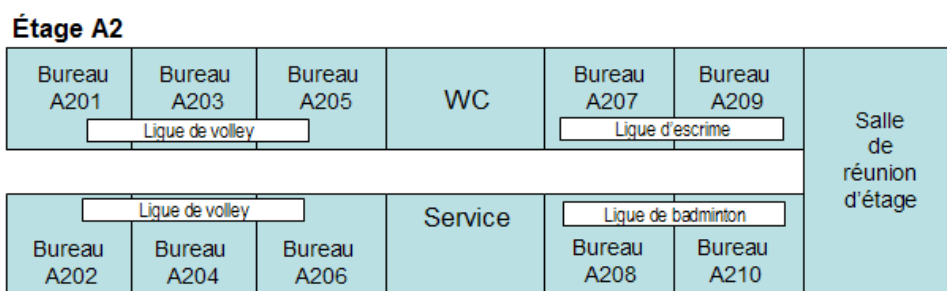 Étage A2
Bureau
A201
Bureau
A203
Bureau
A205
WC
Bureau
A207
Bureau
A209
Ligue de volley
Ligue d'escrime
Salle
de
réunion
d'étage
Ligue de volley
Service
Ligue de badminton
Bureau
A202
Bureau
A204
Bureau
A206
Bureau
A208
Bureau
A210